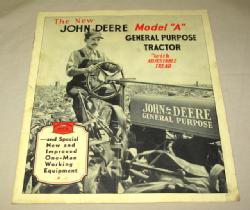 The New
JOHN DEERE Model "A"
GENERAL PURPOSE
TRACTOR
with
ADJUSTABLE
TREAD
JOHN DEERE
GENERAL PURPOSE
—and Special
New and
Improved
One-Man
Working
Equipment